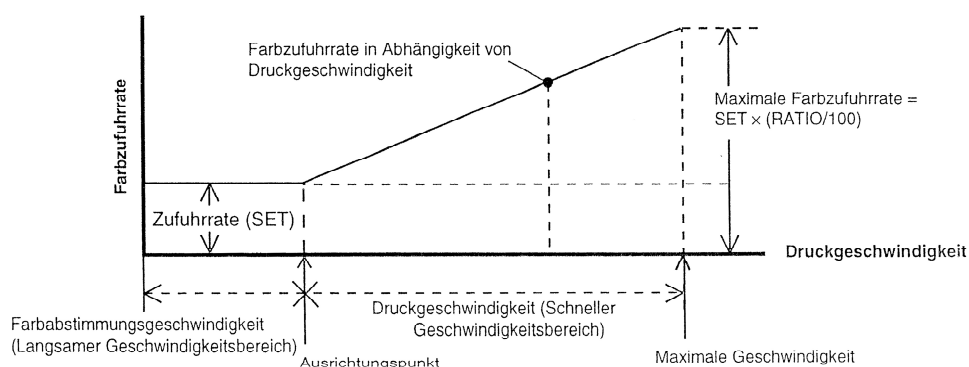 Farbzufuhrrate in Abhängigkeit von
Druckgeschwindigkeit
Farbzufuhrrate
Maximale Farbzufuhrrate =
SET × (RATIO/100)
Zufuhrrate (SET)
Druckgeschwindigkeit
Farbabstimmungsgeschwindigkeit
(Langsamer Geschwindigkeitsbereich)
Druckgeschwindigkeit (Schneller
Geschwindigkeitsbereich)
Ausrichtungspunkt
Maximale Geschwindigkeit